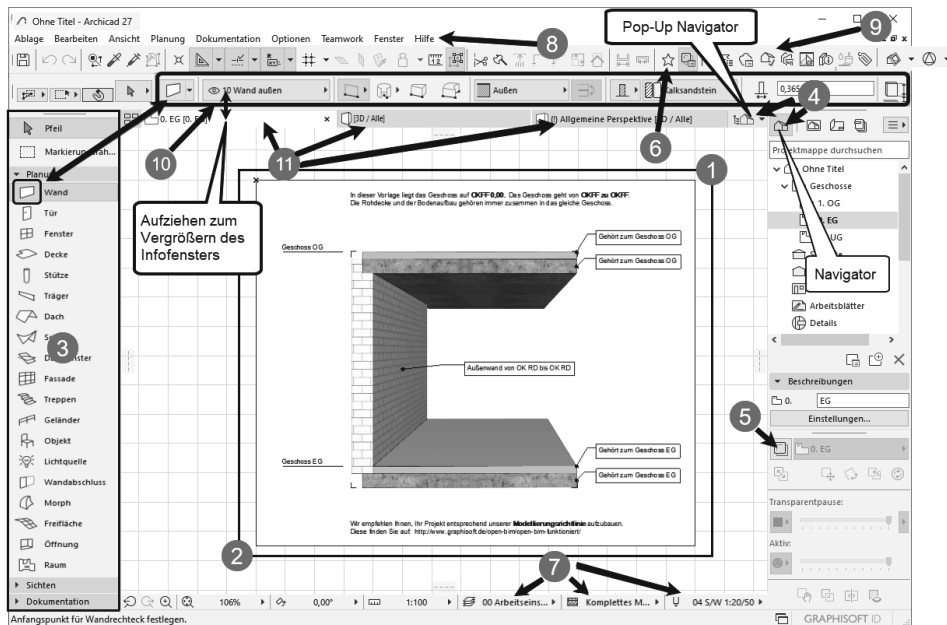 Ohne Titel - Archicad 27
Ablage Bearbeiten Ansicht Planung Dokumentation Optionen Teamwork Fenster Hilfe
8
Pop-Up Navigator
9
10 Wand außen
Außen
Kalksandstein
0,365
0. EG [0.
[3D / Alle]
(!) Allgemeine Perspektive [3D / Alle]
4
10
11
6
Pfeil
Markierung
Wand
Tür
Fenster
Decke
Stütze
Träger
Dach
3
Fassade
Treppen
Geländer
Objekt
Lichtquelle
Wandabschluss
Morph
Freifläche
Öffnung
Raum
Sichten
Dokumentation
Aufziehen zum
Vergrößern des
Infofensters
1
In dieser Vorlage liegt das Geschoss auf OKFF 0,00. Das Geschoss geht von OKFF zu OKFF.
Die Rohdecke und der Bodenaufbau gehören immer zusammen in das gleiche Geschoss.
Geschoss OG
Gehört zum Geschoss OG
Gehört zum Geschoss OG
Außenwand von OK RD bis OK RD
Geschoss EG
Gehört zum Geschoss EG
Gehört zum Geschoss EG
Wir empfehlen Ihnen, Ihr Projekt entsprechend unserer Modellierungsrichtlinie aufzubauen.
Diese finden Sie auf: http://www.graphisoft.de/open-bim/open-bim-funktioniert/
2
7
Projektmappe durchsuchen
Ohne Titel
Geschosse
1. OG
0. EG
UG
Navigator
Arbeitsblätter
Details
Beschreibungen
0. EG
Einstellungen...
5
0. EG
Transparentpause:
Aktiv:
106% 0,00° 1:100 00 Arbeitseins... Komplettes M... 04 S/W 1:20/50
Anfangspunkt für Wandrechteck festlegen.
GRAPHISOFT ID